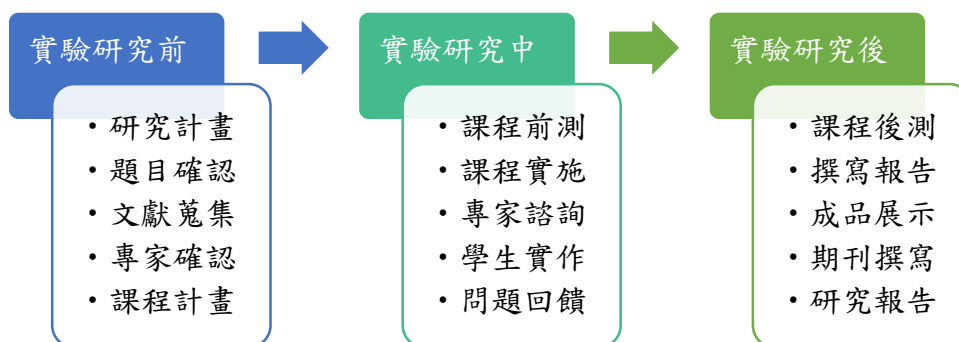 實驗研究前
・研究計畫
・題目確認
・文獻蒐集
・專家確認
・課程計畫
實驗研究中
・課程前測
・課程實施
・專家諮詢
・學生實作
・問題回饋
實驗研究後
・課程後測
・撰寫報告
・成品展示
・期刊撰寫
・研究報告